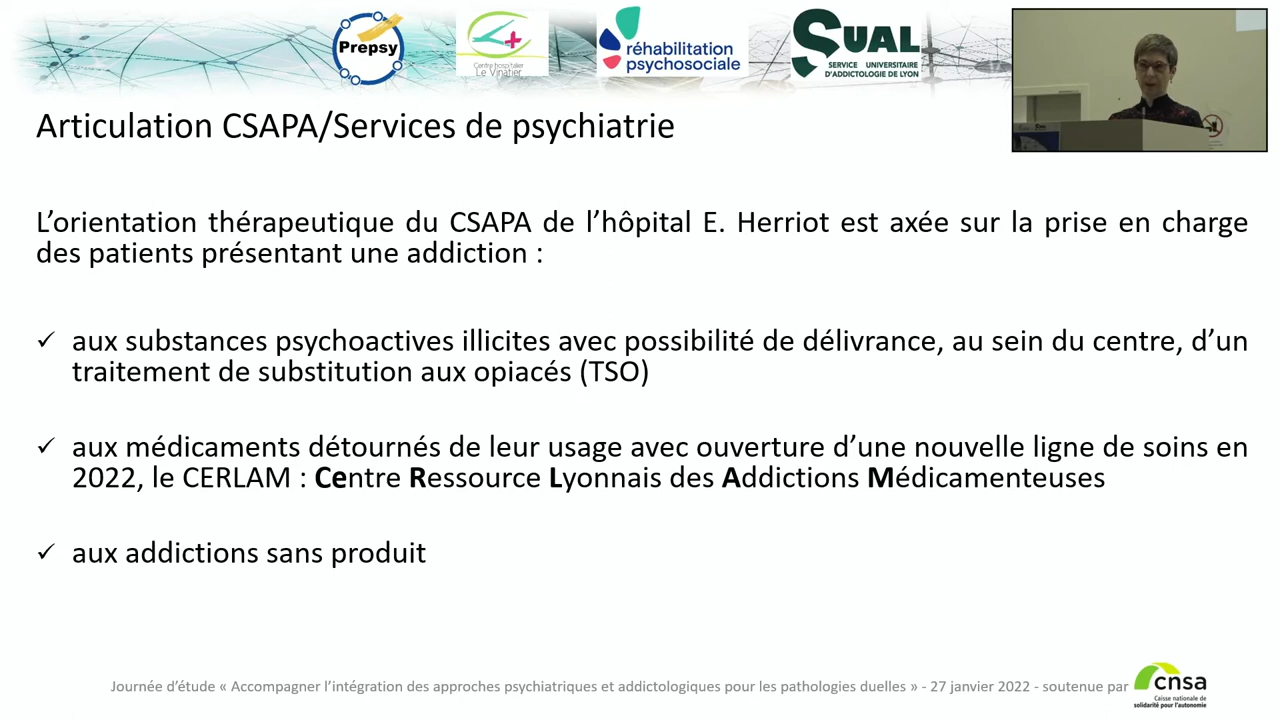 Prepsy
Centre hospitalier
Le Vinatier
réhabilitation
psychosociale
SUAL
SERVICE UNIVERSITAIRE
D'ADDICTOLOGIE DE LYON
Articulation CSAPA/Services de psychiatrie
L’orientation thérapeutique du CSAPA de l’hôpital E. Herriot est axée sur la prise en charge
des patients présentant une addiction :
✓ aux substances psychoactives illicites avec possibilité de délivrance, au sein du centre, d’un
traitement de substitution aux opiacés (TSO)
✓ aux médicaments détournés de leur usage avec ouverture d’une nouvelle ligne de soins en
2022, le CERLAM : Centre Ressource Lyonnais des Addictions Médicamenteuses
✓ aux addictions sans produit
Journée d’étude « Accompagner l’intégration des approches psychiatriques et addictologiques pour les pathologies duelles » - 27 janvier 2022 - soutenue par
cnsa
Caisse nationale de
solidarité pour l'autonomie